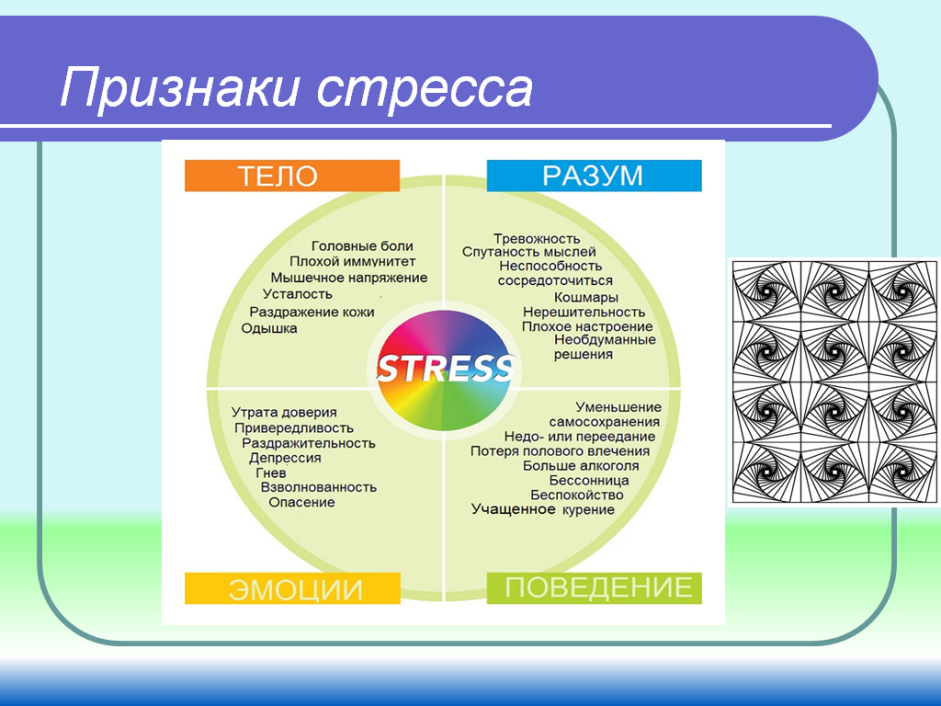 Признаки стресса
ТЕЛО
Головные боли
Плохой иммунитет
Мышечное напряжение
Усталость
Раздражение кожи
Одышка
РАЗУМ
Тревожность
Спутаность мыслей
Неспособность
сосредоточиться
Кошмары
Нерешительность
Плохое настроение
Необдуманные
решения
STRESS
Утрата доверия
Привередливость
Раздражительность
Депрессия
Гнев
Взволнованность
Опасение
ЭМОЦИИ
Уменьшение
самосохранения
Недо- или переедание
Потеря полового влечения
Больше алкоголя
Бессонница
Беспокойство
Учащенное курение
ПОВЕДЕНИЕ